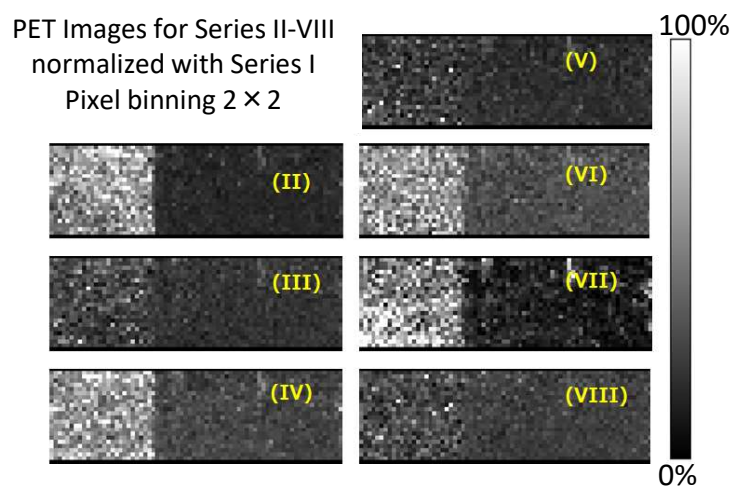 PET Images for Series II-VIII
normalized with Series I
Pixel binning 2 × 2
100%
(V)
(II)
(VI)
(III)
(VII)
(IV)
(VIII)
0%